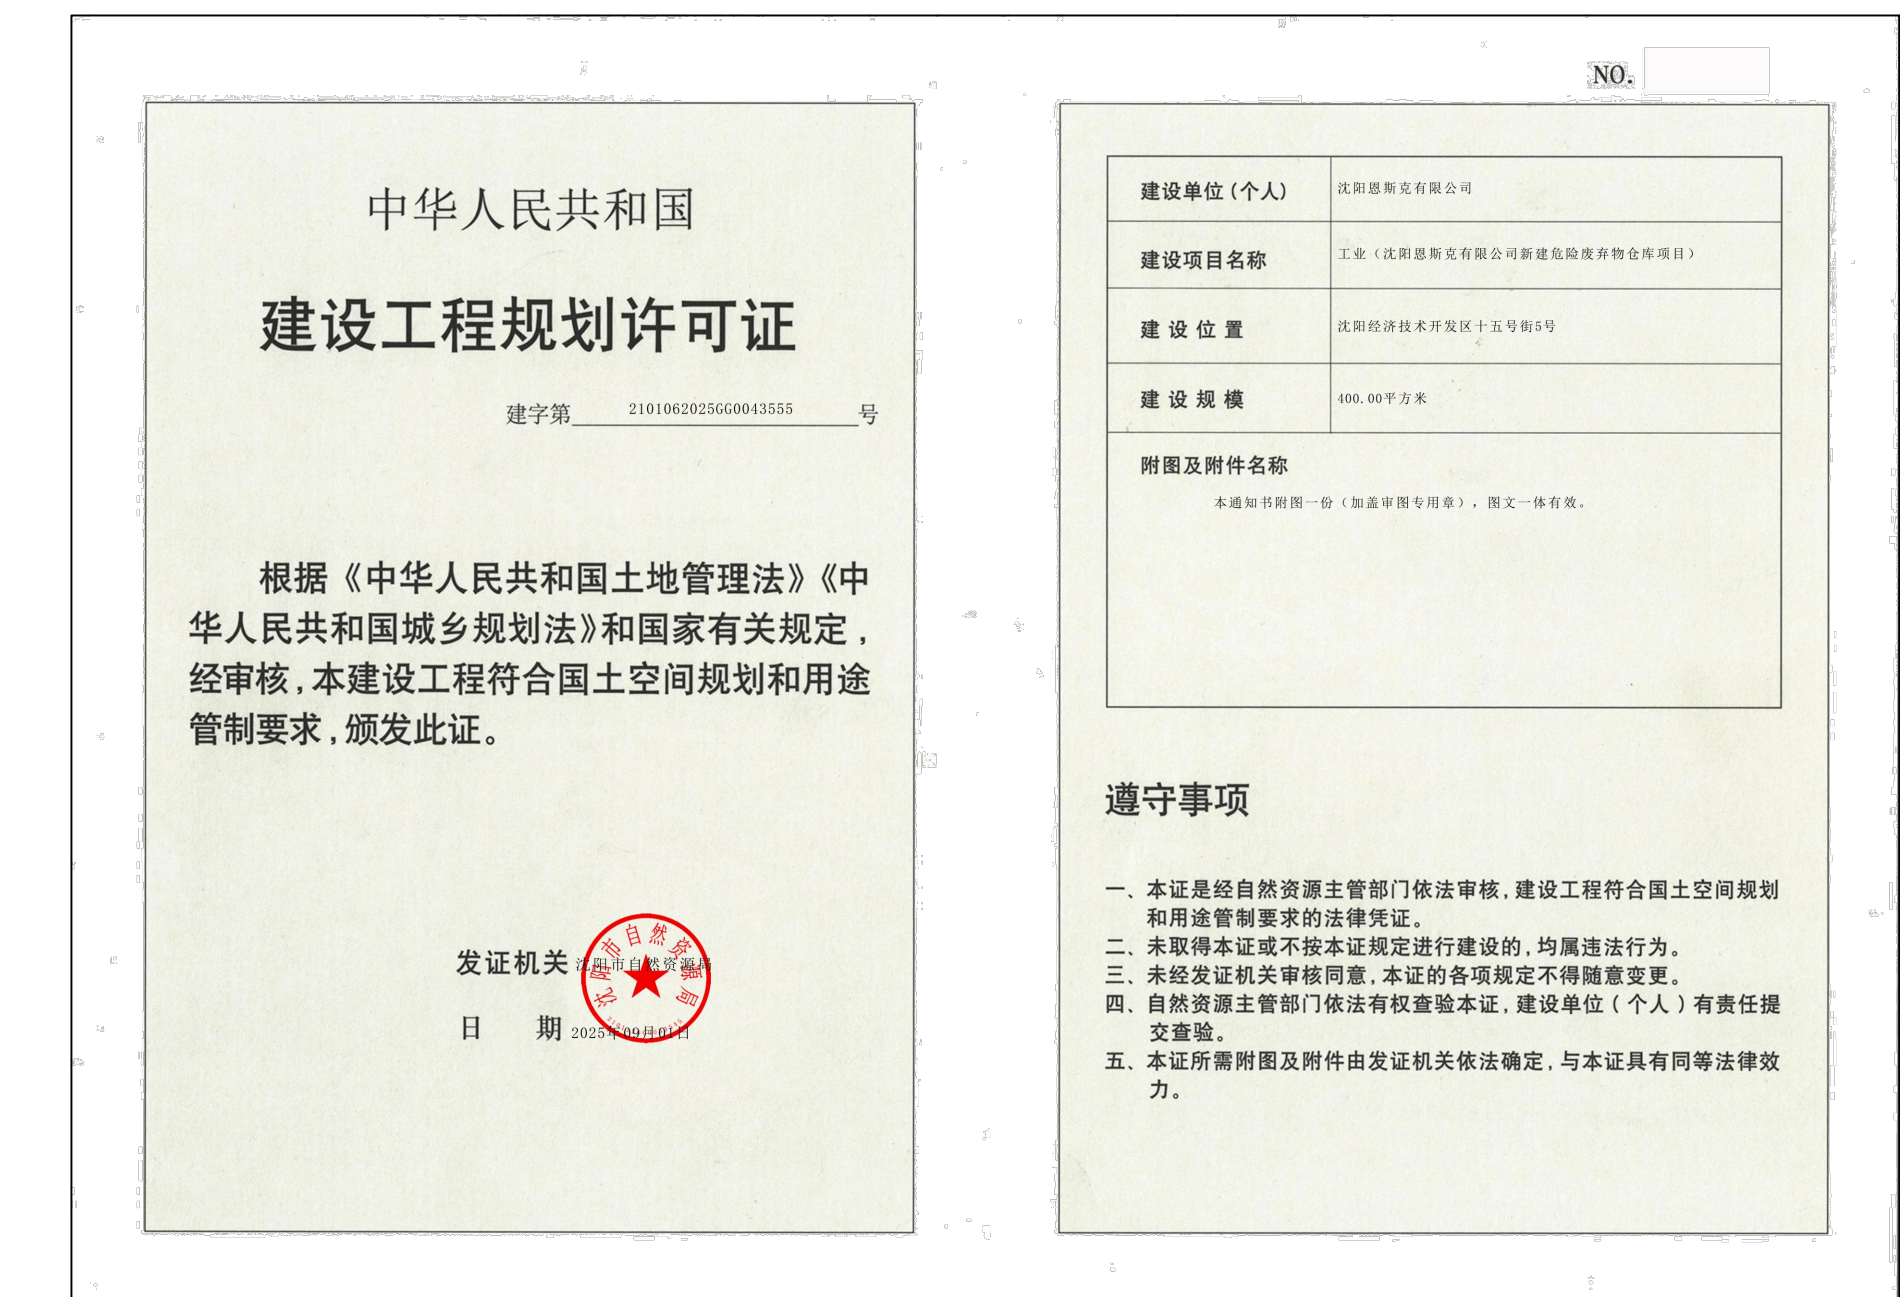 中华人民共和国
建设工程规划许可证
建字第 2101062025GG0043555 号
根据《中华人民共和国土地管理法》《中
华人民共和国城乡规划法》和国家有关规定,
经审核,本建设工程符合国土空间规划和用途
管制要求,颁发此证。
沈阳市自然资源局
发证机关 沈阳市自然资源局
日 期 2025年09月01日
NO.
建设单位(个人) 沈阳恩斯克有限公司
建设项目名称 工业（沈阳恩斯克有限公司新建危险废弃物仓库项目）
建设位置 沈阳经济技术开发区十五号街5号
建设规模 400.00平方米
附图及附件名称
本通知书附图一份（加盖审图专用章），图文一体有效。
遵守事项
一、本证是经自然资源主管部门依法审核,建设工程符合国土空间规划
和用途管制要求的法律凭证。
二、未取得本证或不按本证规定进行建设的,均属违法行为。
三、未经发证机关审核同意,本证的各项规定不得随意变更。
四、自然资源主管部门依法有权查验本证,建设单位(个人)有责任提
交查验。
五、本证所需附图及附件由发证机关依法确定,与本证具有同等法律效
力。